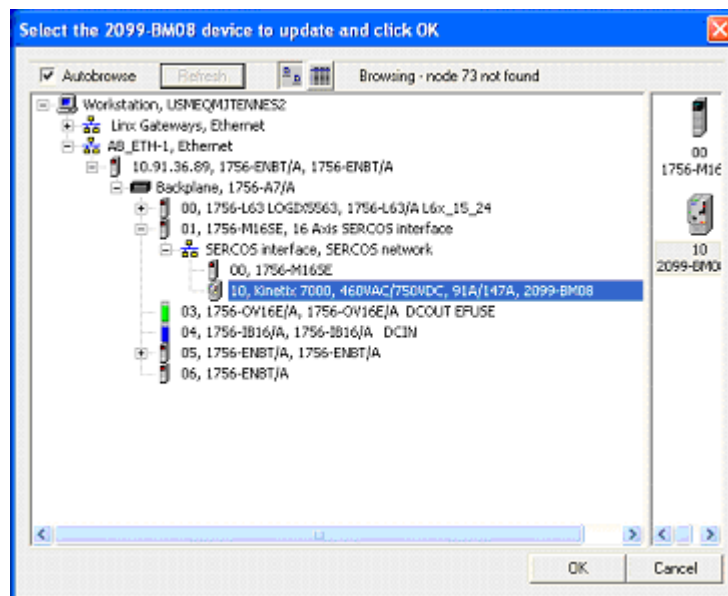 Select the 2099-BM08 device to update and click OK
Autobrowse
Refresh
Browsing - node 73 not found
Workstation, USMEQMJTENNES2
Linx Gateways, Ethernet
AB_ETH-1, Ethernet
10.91.36.89, 1756-ENBT/A, 1756-ENBT/A
Backplane, 1756-A7/A
00, 1756-L63 LOGIX5563, 1756-L63/A L6x_15_24
01, 1756-M16SE, 16 Axis SERCOS interface
SERCOS interface, SERCOS network
00, 1756-M16SE
10, Kinetix 7000, 460VAC/750VDC, 91A/147A, 2099-BM08
03, 1756-OV16E/A, 1756-OV16E/A DCOUT EFUSE
04, 1756-IB16/A, 1756-IB16/A DCIN
05, 1756-ENBT/A, 1756-ENBT/A
06, 1756-ENBT/A
00
1756-M16
10
2099-BM0
OK
Cancel